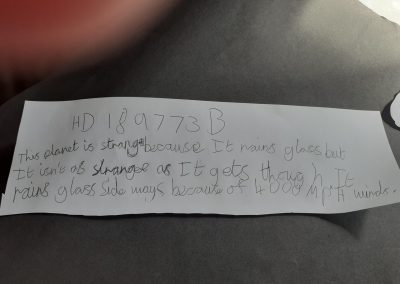 HD 189773B
This planet is strange because It rains glass but
It isn't as strange as It gets though It
rains glass side ways because of 4000 mpH winds.